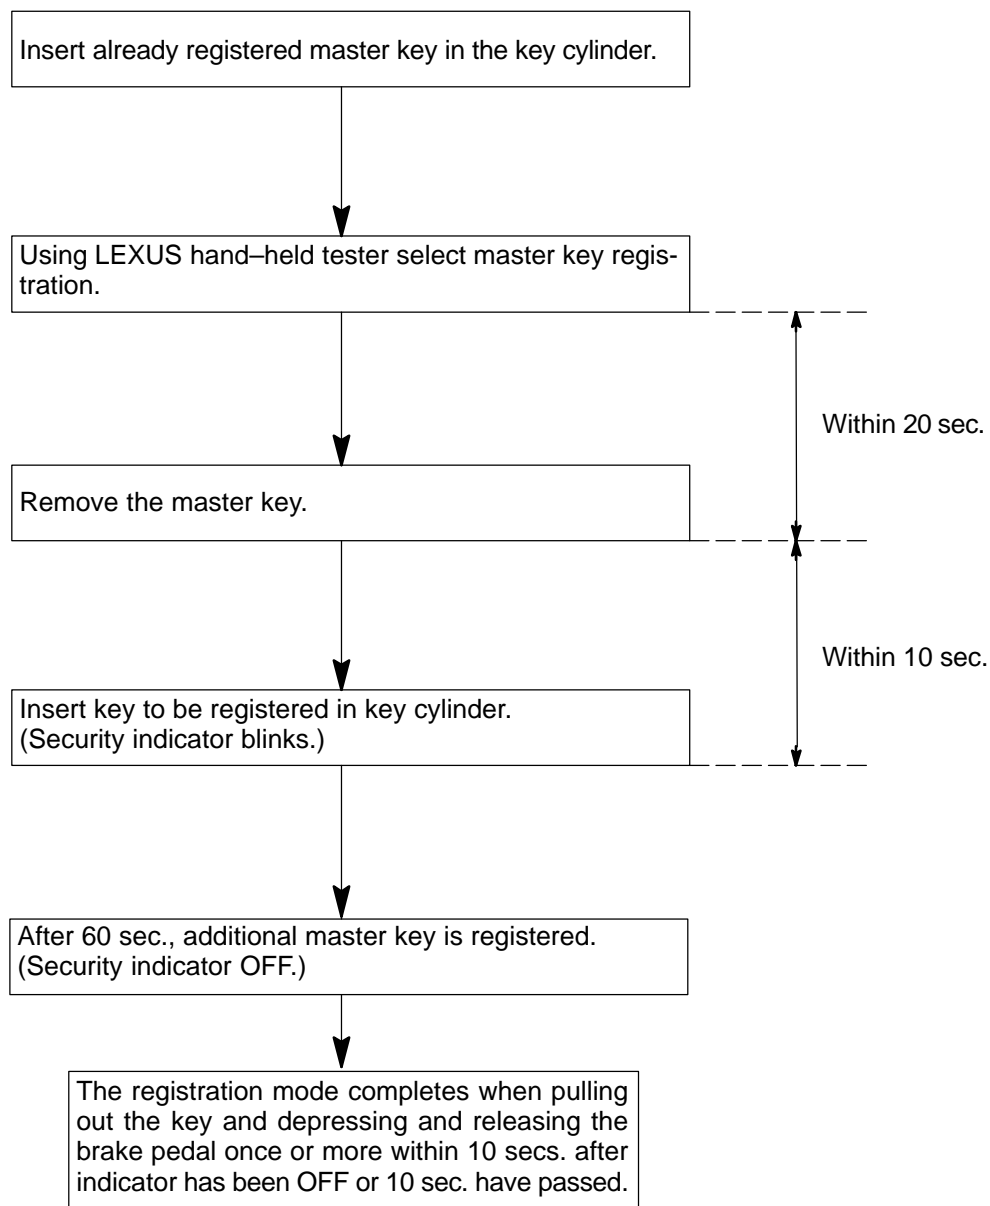 Insert already registered master key in the key cylinder.
Using LEXUS hand–held tester select master key regis-
tration.
Within 20 sec.
Remove the master key.
Within 10 sec.
Insert key to be registered in key cylinder.
(Security indicator blinks.)
After 60 sec., additional master key is registered.
(Security indicator OFF.)
The registration mode completes when pulling
out the key and depressing and releasing the
brake pedal once or more within 10 secs. after
indicator has been OFF or 10 sec. have passed.